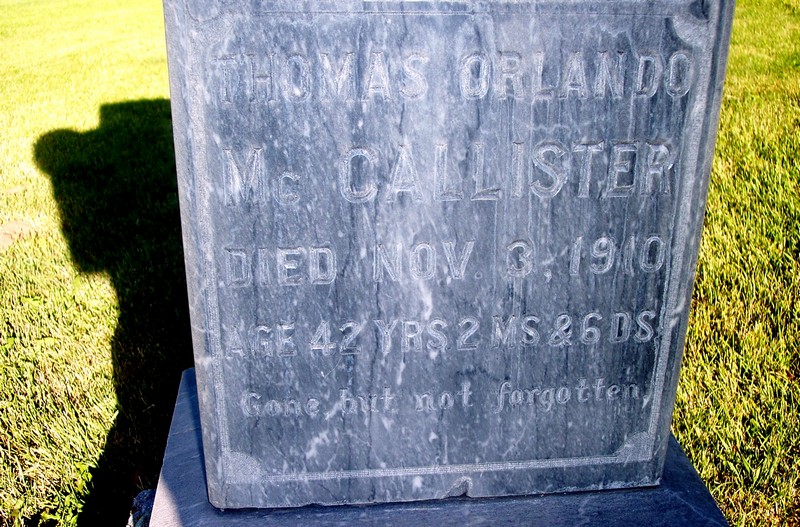 THOMAS ORLANDO
Mc CALLISTER
DIED NOV. 3, 1910
AGE 42 YRS 2 MS & 6 DS.
Gone but not forgotten.